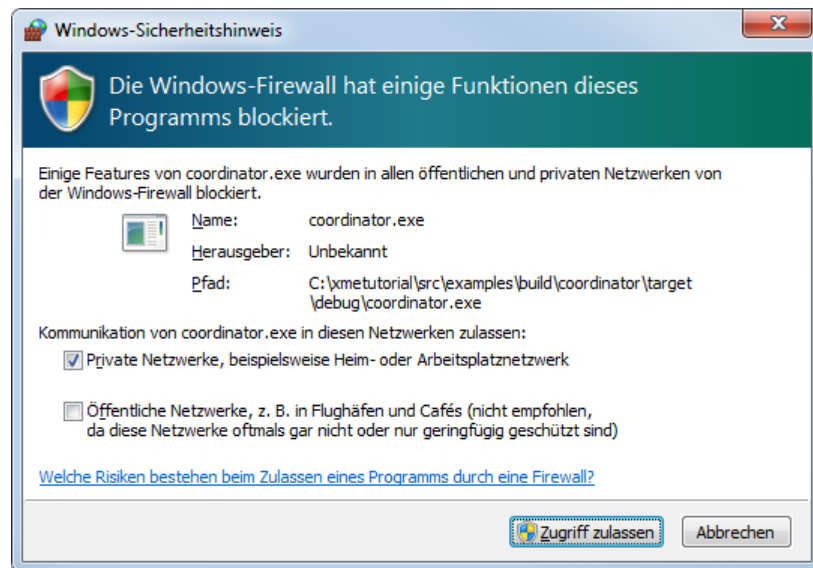 Windows-Sicherheitshinweis
Die Windows-Firewall hat einige Funktionen dieses
Programms blockiert.
Einige Features von coordinator.exe wurden in allen öffentlichen und privaten Netzwerken von
der Windows-Firewall blockiert.
Name: coordinator.exe
Herausgeber: Unbekannt
Pfad: C:\xmetutorial\src\examples\build\coordinator\target
\debug\coordinator.exe
Kommunikation von coordinator.exe in diesen Netzwerken zulassen:
Private Netzwerke, beispielsweise Heim- oder Arbeitsplatznetzwerk
Öffentliche Netzwerke, z. B. in Flughäfen und Cafés (nicht empfohlen,
da diese Netzwerke oftmals gar nicht oder nur geringfügig geschützt sind)
Welche Risiken bestehen beim Zulassen eines Programms durch eine Firewall?
Zugriff zulassen Abbrechen